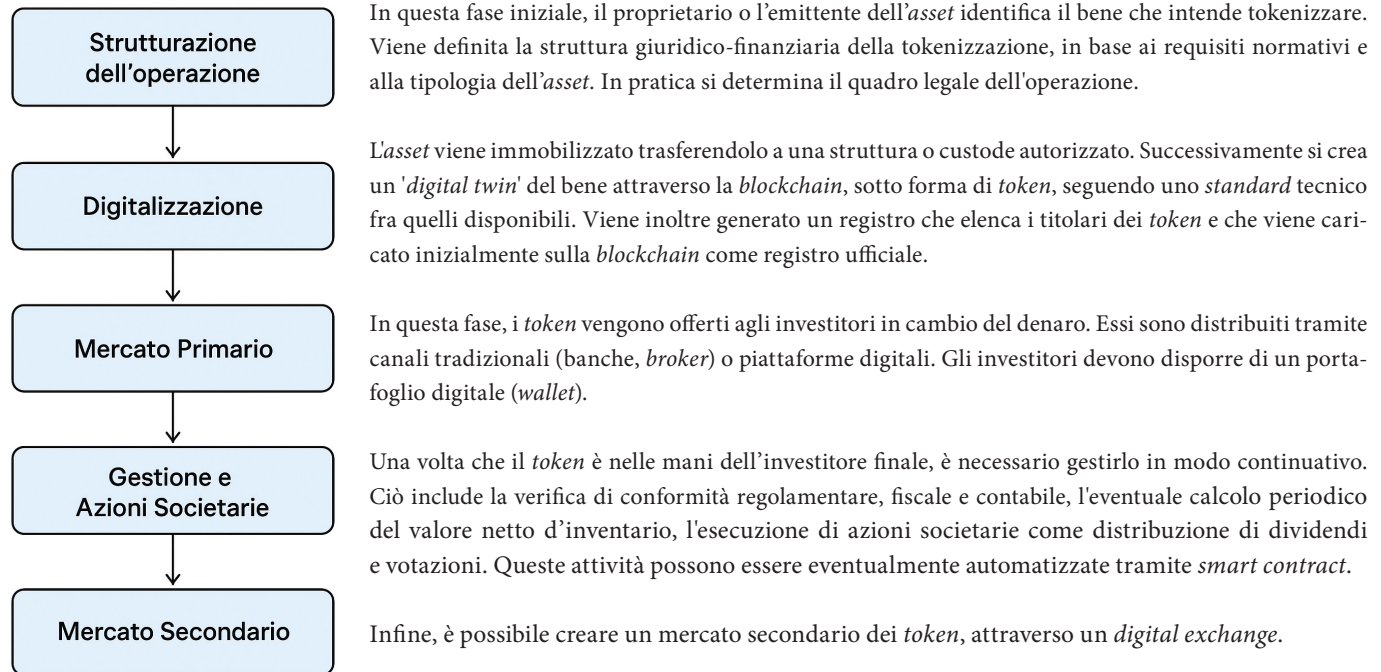 Strutturazione
dell'operazione
In questa fase iniziale, il proprietario o l'emittente dell'asset identifica il bene che intende tokenizzare.
Viene definita la struttura giuridico-finanziaria della tokenizzazione, in base ai requisiti normativi e
alla tipologia dell'asset. In pratica si determina il quadro legale dell'operazione.
Digitalizzazione
L'asset viene immobilizzato trasferendolo a una struttura o custode autorizzato. Successivamente si crea
un 'digital twin' del bene attraverso la blockchain, sotto forma di token, seguendo uno standard tecnico
fra quelli disponibili. Viene inoltre generato un registro che elenca i titolari dei token e che viene cari-
cato inizialmente sulla blockchain come registro ufficiale.
Mercato Primario
In questa fase, i token vengono offerti agli investitori in cambio del denaro. Essi sono distribuiti tramite
canali tradizionali (banche, broker) o piattaforme digitali. Gli investitori devono disporre di un porta-
foglio digitale (wallet).
Gestione e
Azioni Societarie
Una volta che il token è nelle mani dell'investitore finale, è necessario gestirlo in modo continuativo.
Ciò include la verifica di conformità regolamentare, fiscale e contabile, l'eventuale calcolo periodico
del valore netto d'inventario, l'esecuzione di azioni societarie come distribuzione di dividendi
e votazioni. Queste attività possono essere eventualmente automatizzate tramite smart contract.
Mercato Secondario
Infine, è possibile creare un mercato secondario dei token, attraverso un digital exchange.